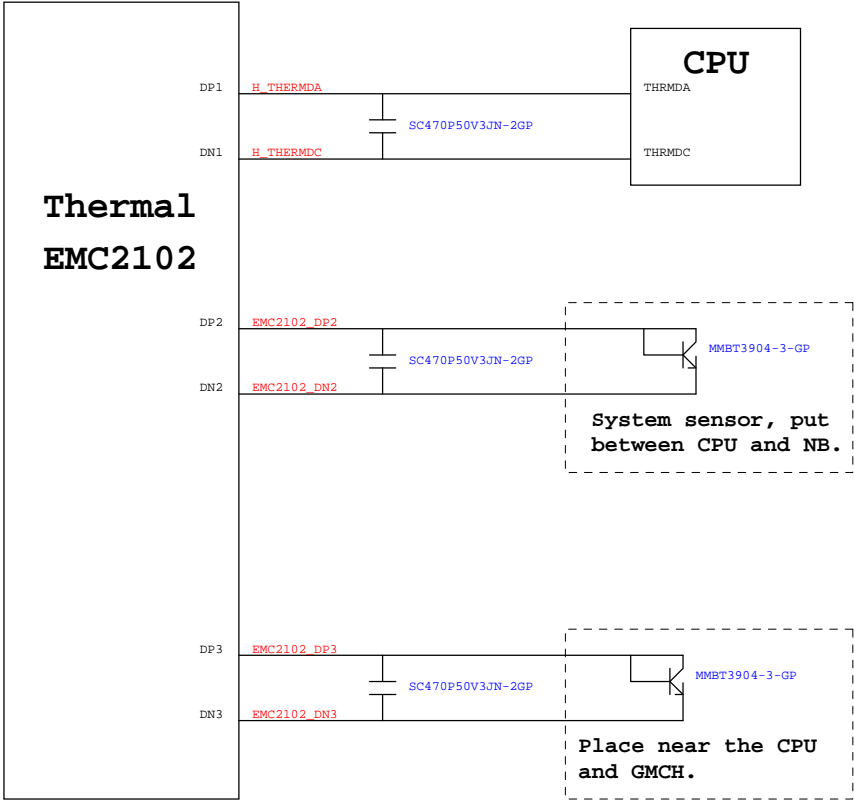 CPU
DP1 H_THERMDA THRMDA
SC470P50V3JN-2GP
DN1 H_THERMDC THRMDC
Thermal
EMC2102
DP2 EMC2102_DP2
MMBT3904-3-GP
SC470P50V3JN-2GP
DN2 EMC2102_DN2
System sensor, put
between CPU and NB.
DP3 EMC2102_DP3
MMBT3904-3-GP
SC470P50V3JN-2GP
DN3 EMC2102_DN3
Place near the CPU
and GMCH.